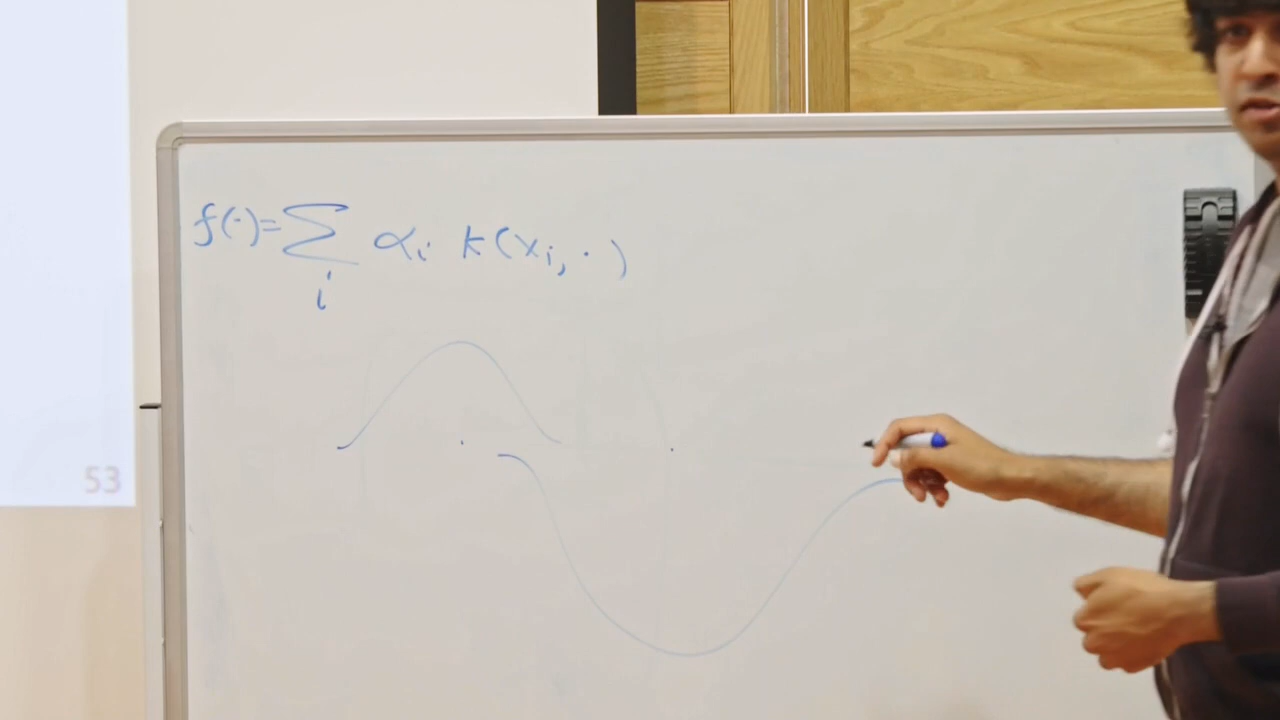 f(·)=∑ αᵢ k(xᵢ, ·)
i
53